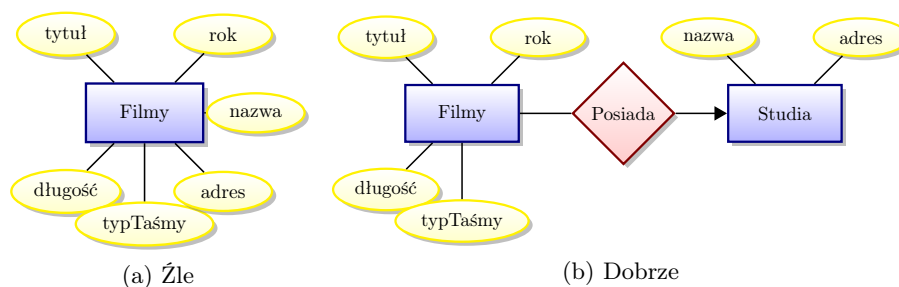 tytuł rok
Filmy
nazwa
długość adres
typTaśmy
(a) Źle
tytuł rok nazwa adres
Filmy Posiada Studia
długość
typTaśmy
(b) Dobrze